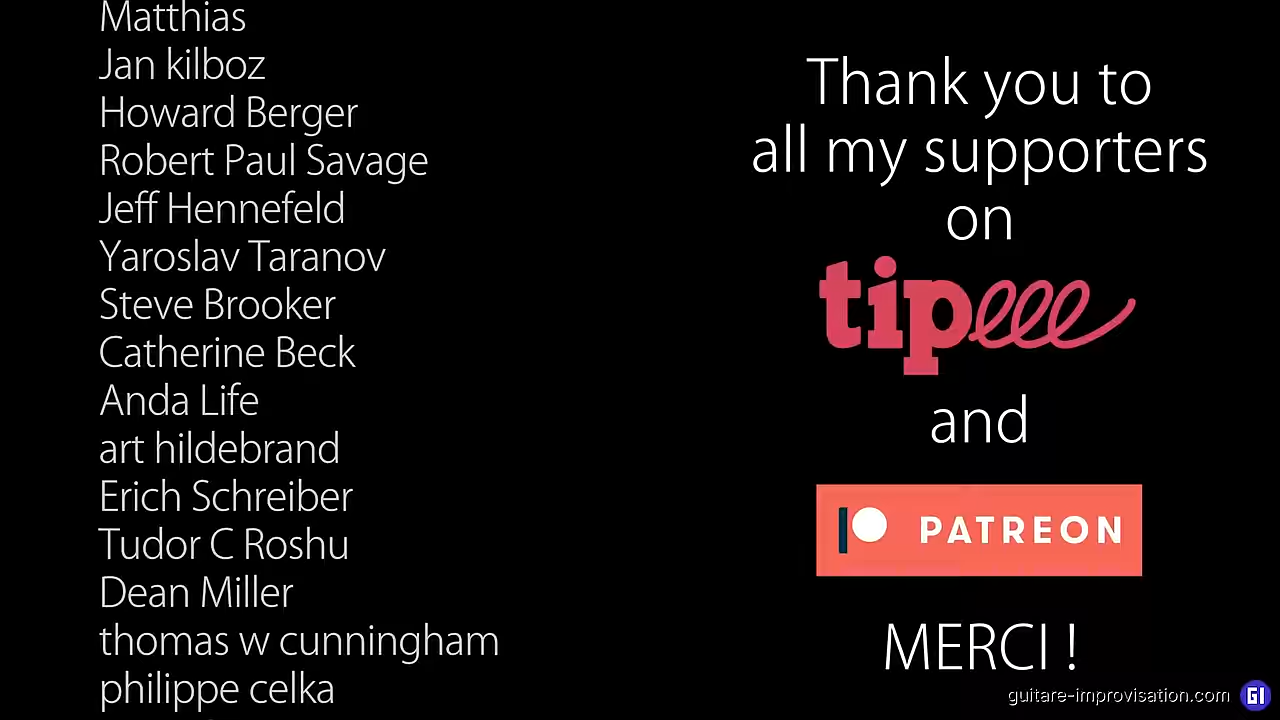 Matthias
Jan kilboz
Howard Berger
Robert Paul Savage
Jeff Hennefeld
Yaroslav Taranov
Steve Brooker
Catherine Beck
Anda Life
art hildebrand
Erich Schreiber
Tudor C Roshu
Dean Miller
thomas w cunningham
philippe celka
Thank you to
all my supporters
on
tipeee
and
PATREON
MERCI !
guitare-improvisation.com GI